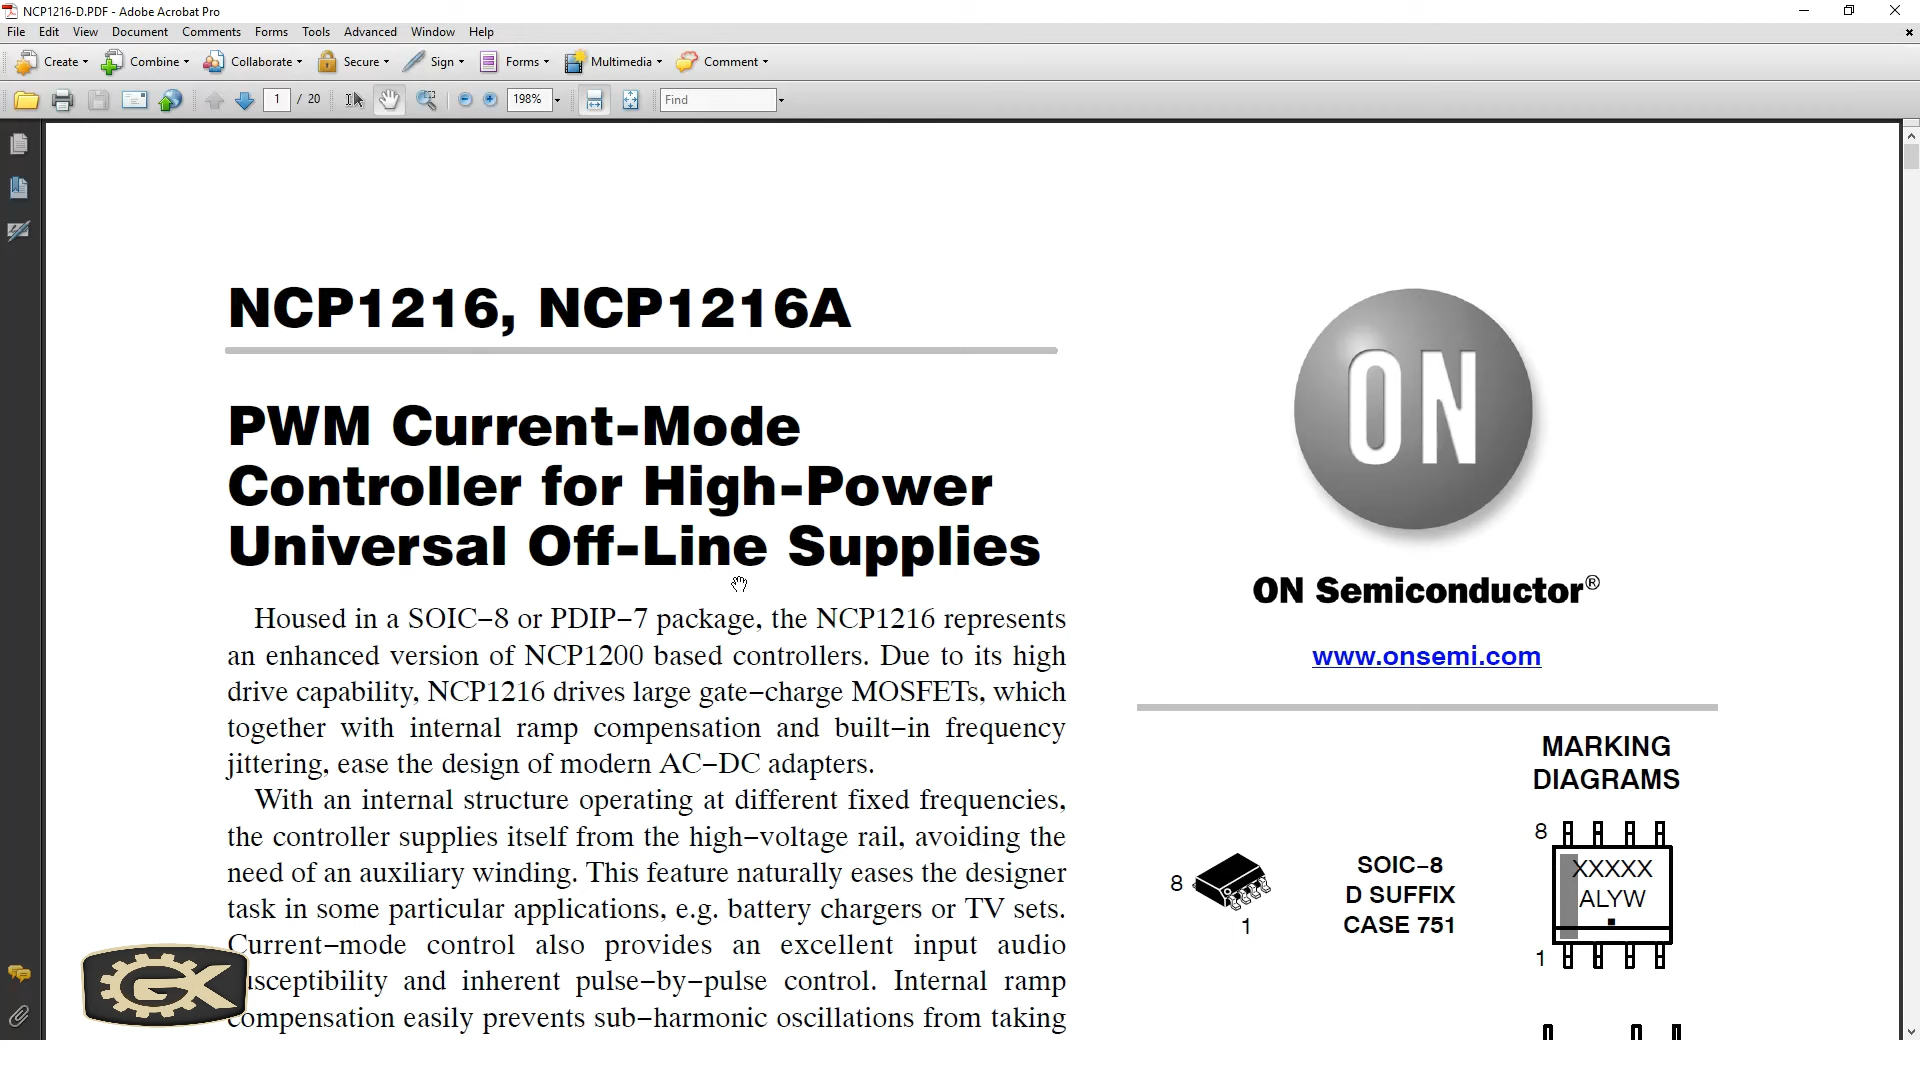 NCP1216-D.PDF - Adobe Acrobat Pro
File Edit View Document Comments Forms Tools Advanced Window Help
Create Combine Collaborate Secure Sign Forms Multimedia Comment
1 / 20 198% Find
NCP1216, NCP1216A
PWM Current-Mode
Controller for High-Power
Universal Off-Line Supplies
Housed in a SOIC−8 or PDIP−7 package, the NCP1216 represents
an enhanced version of NCP1200 based controllers. Due to its high
drive capability, NCP1216 drives large gate−charge MOSFETs, which
together with internal ramp compensation and built−in frequency
jittering, ease the design of modern AC−DC adapters.
With an internal structure operating at different fixed frequencies,
the controller supplies itself from the high−voltage rail, avoiding the
need of an auxiliary winding. This feature naturally eases the designer
task in some particular applications, e.g. battery chargers or TV sets.
Current−mode control also provides an excellent input audio
susceptibility and inherent pulse−by−pulse control. Internal ramp
compensation easily prevents sub−harmonic oscillations from taking
GX
ON
ON Semiconductor®
www.onsemi.com
MARKING
DIAGRAMS
8
1
SOIC−8
D SUFFIX
CASE 751
8
XXXXX
ALYW
1